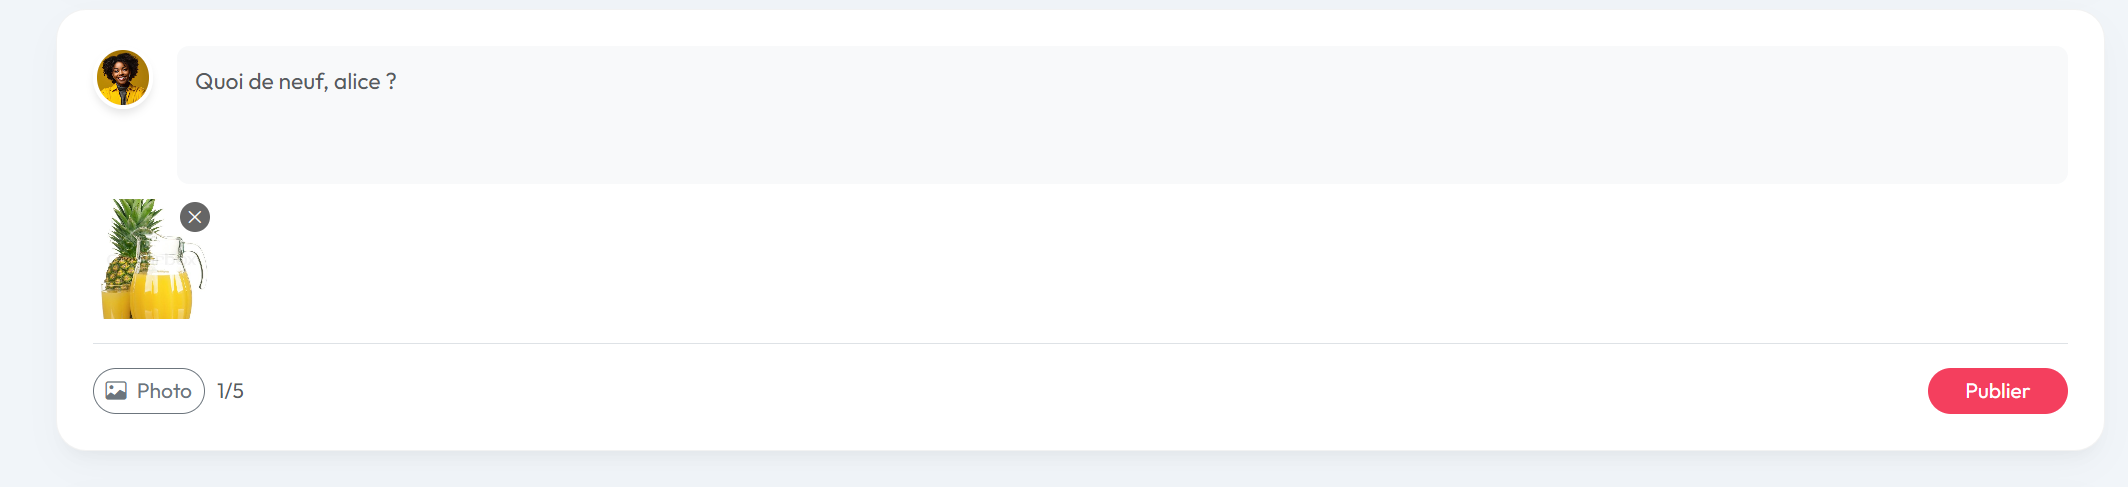 Quoi de neuf, alice ?
Photo
1/5
Publier